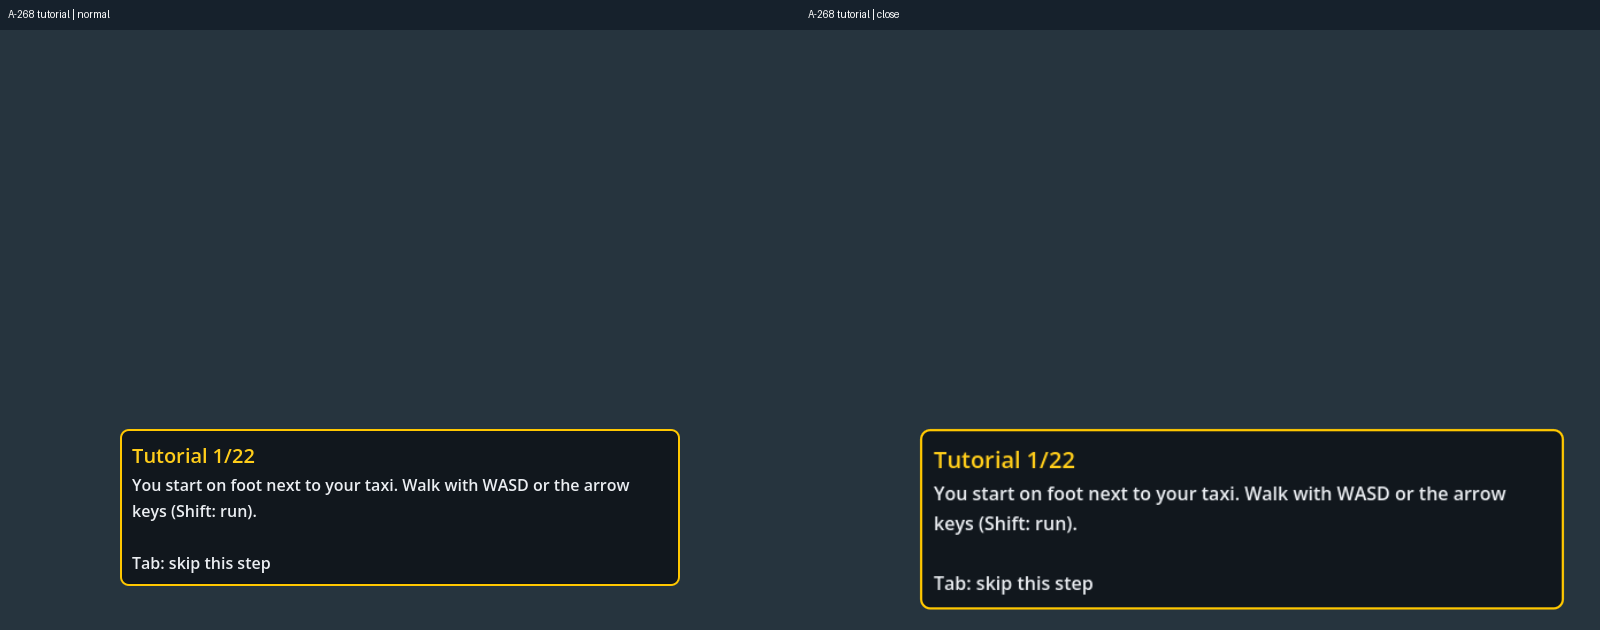 A-268 tutorial | normal
A-268 tutorial | close
Tutorial 1/22
You start on foot next to your taxi. Walk with WASD or the arrow
keys (Shift: run).
Tab: skip this step
Tutorial 1/22
You start on foot next to your taxi. Walk with WASD or the arrow
keys (Shift: run).
Tab: skip this step